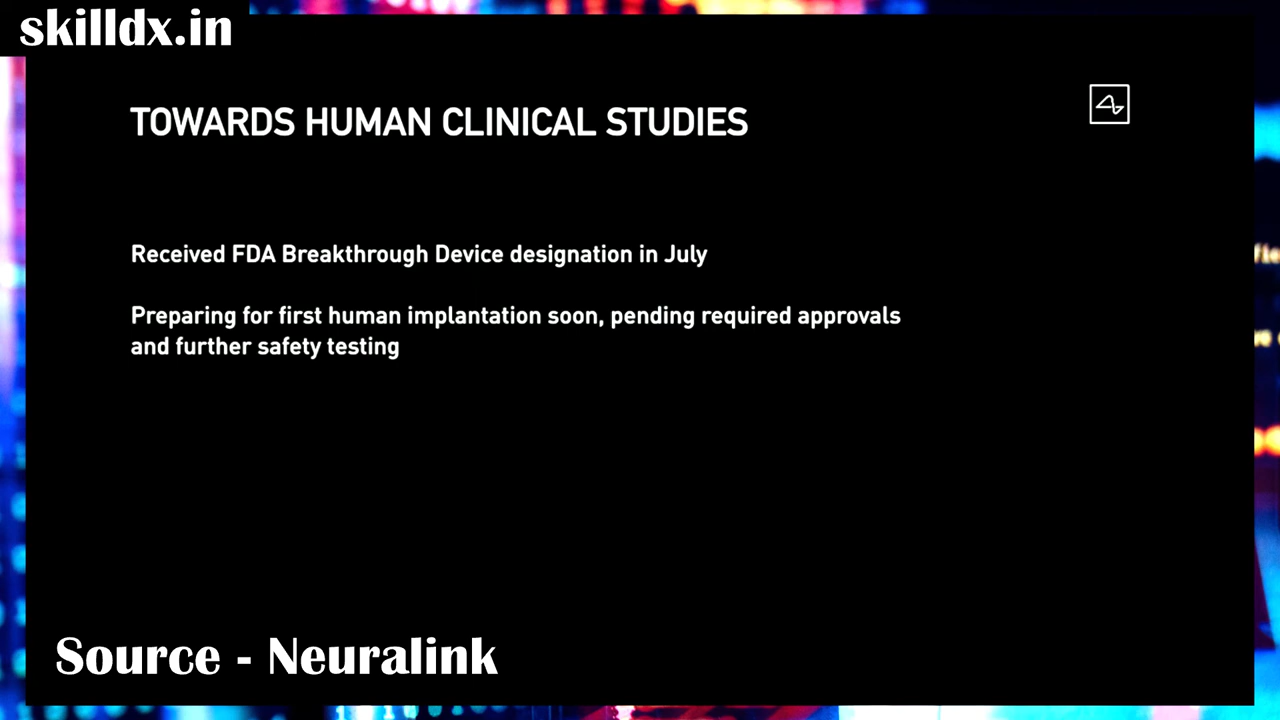 skilldx.in
TOWARDS HUMAN CLINICAL STUDIES
Received FDA Breakthrough Device designation in July
Preparing for first human implantation soon, pending required approvals
and further safety testing
Source - Neuralink